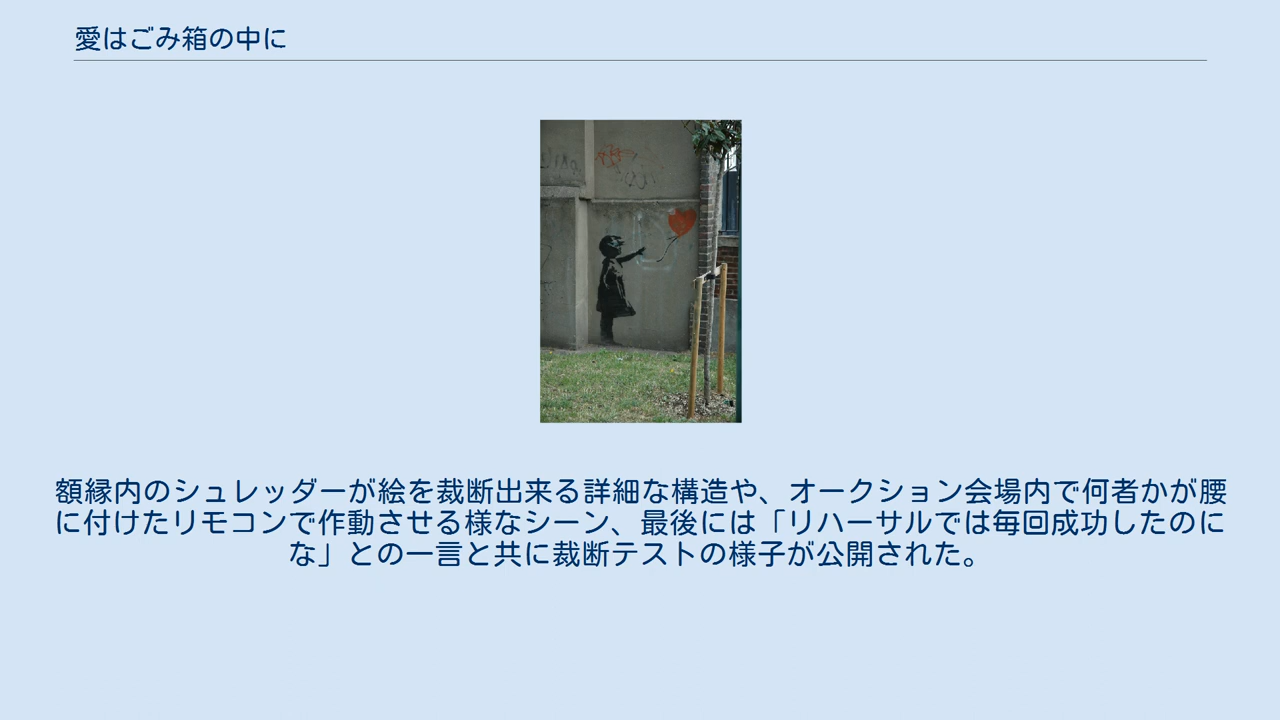 愛はごみ箱の中に
額縁内のシュレッダーが絵を裁断出来る詳細な構造や、オークション会場内で何者かが腰
に付けたリモコンで作動させる様なシーン、最後には「リハーサルでは毎回成功したのに
な」との一言と共に裁断テストの様子が公開された。